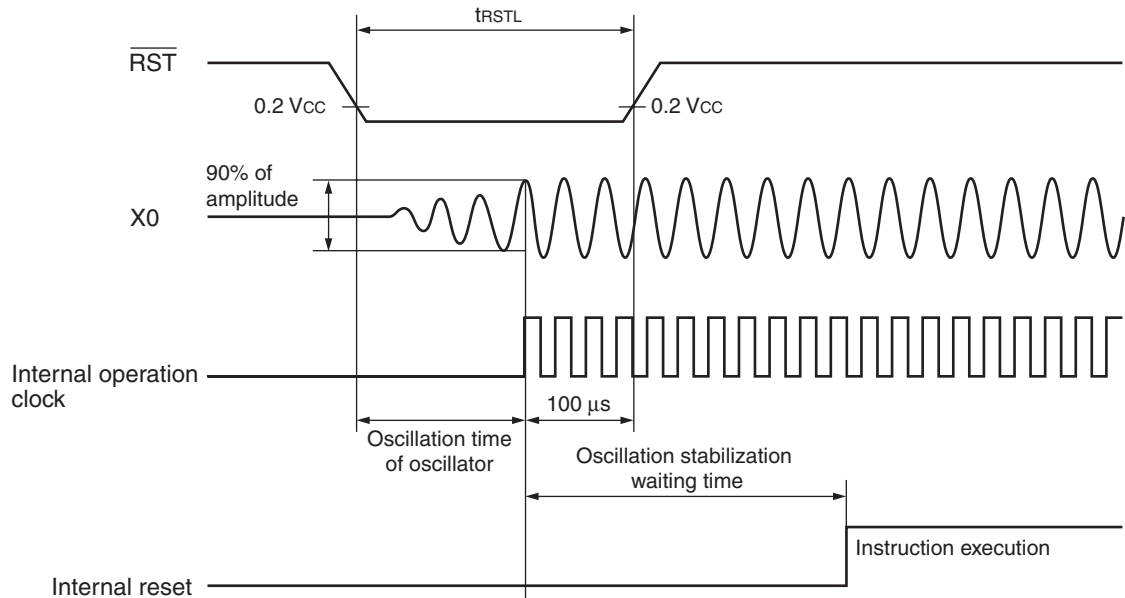 tRSTL
RST
0.2 VCC
0.2 VCC
90% of
amplitude
X0
Internal operation
clock
100 μs
Oscillation time
of oscillator
Oscillation stabilization
waiting time
Instruction execution
Internal reset